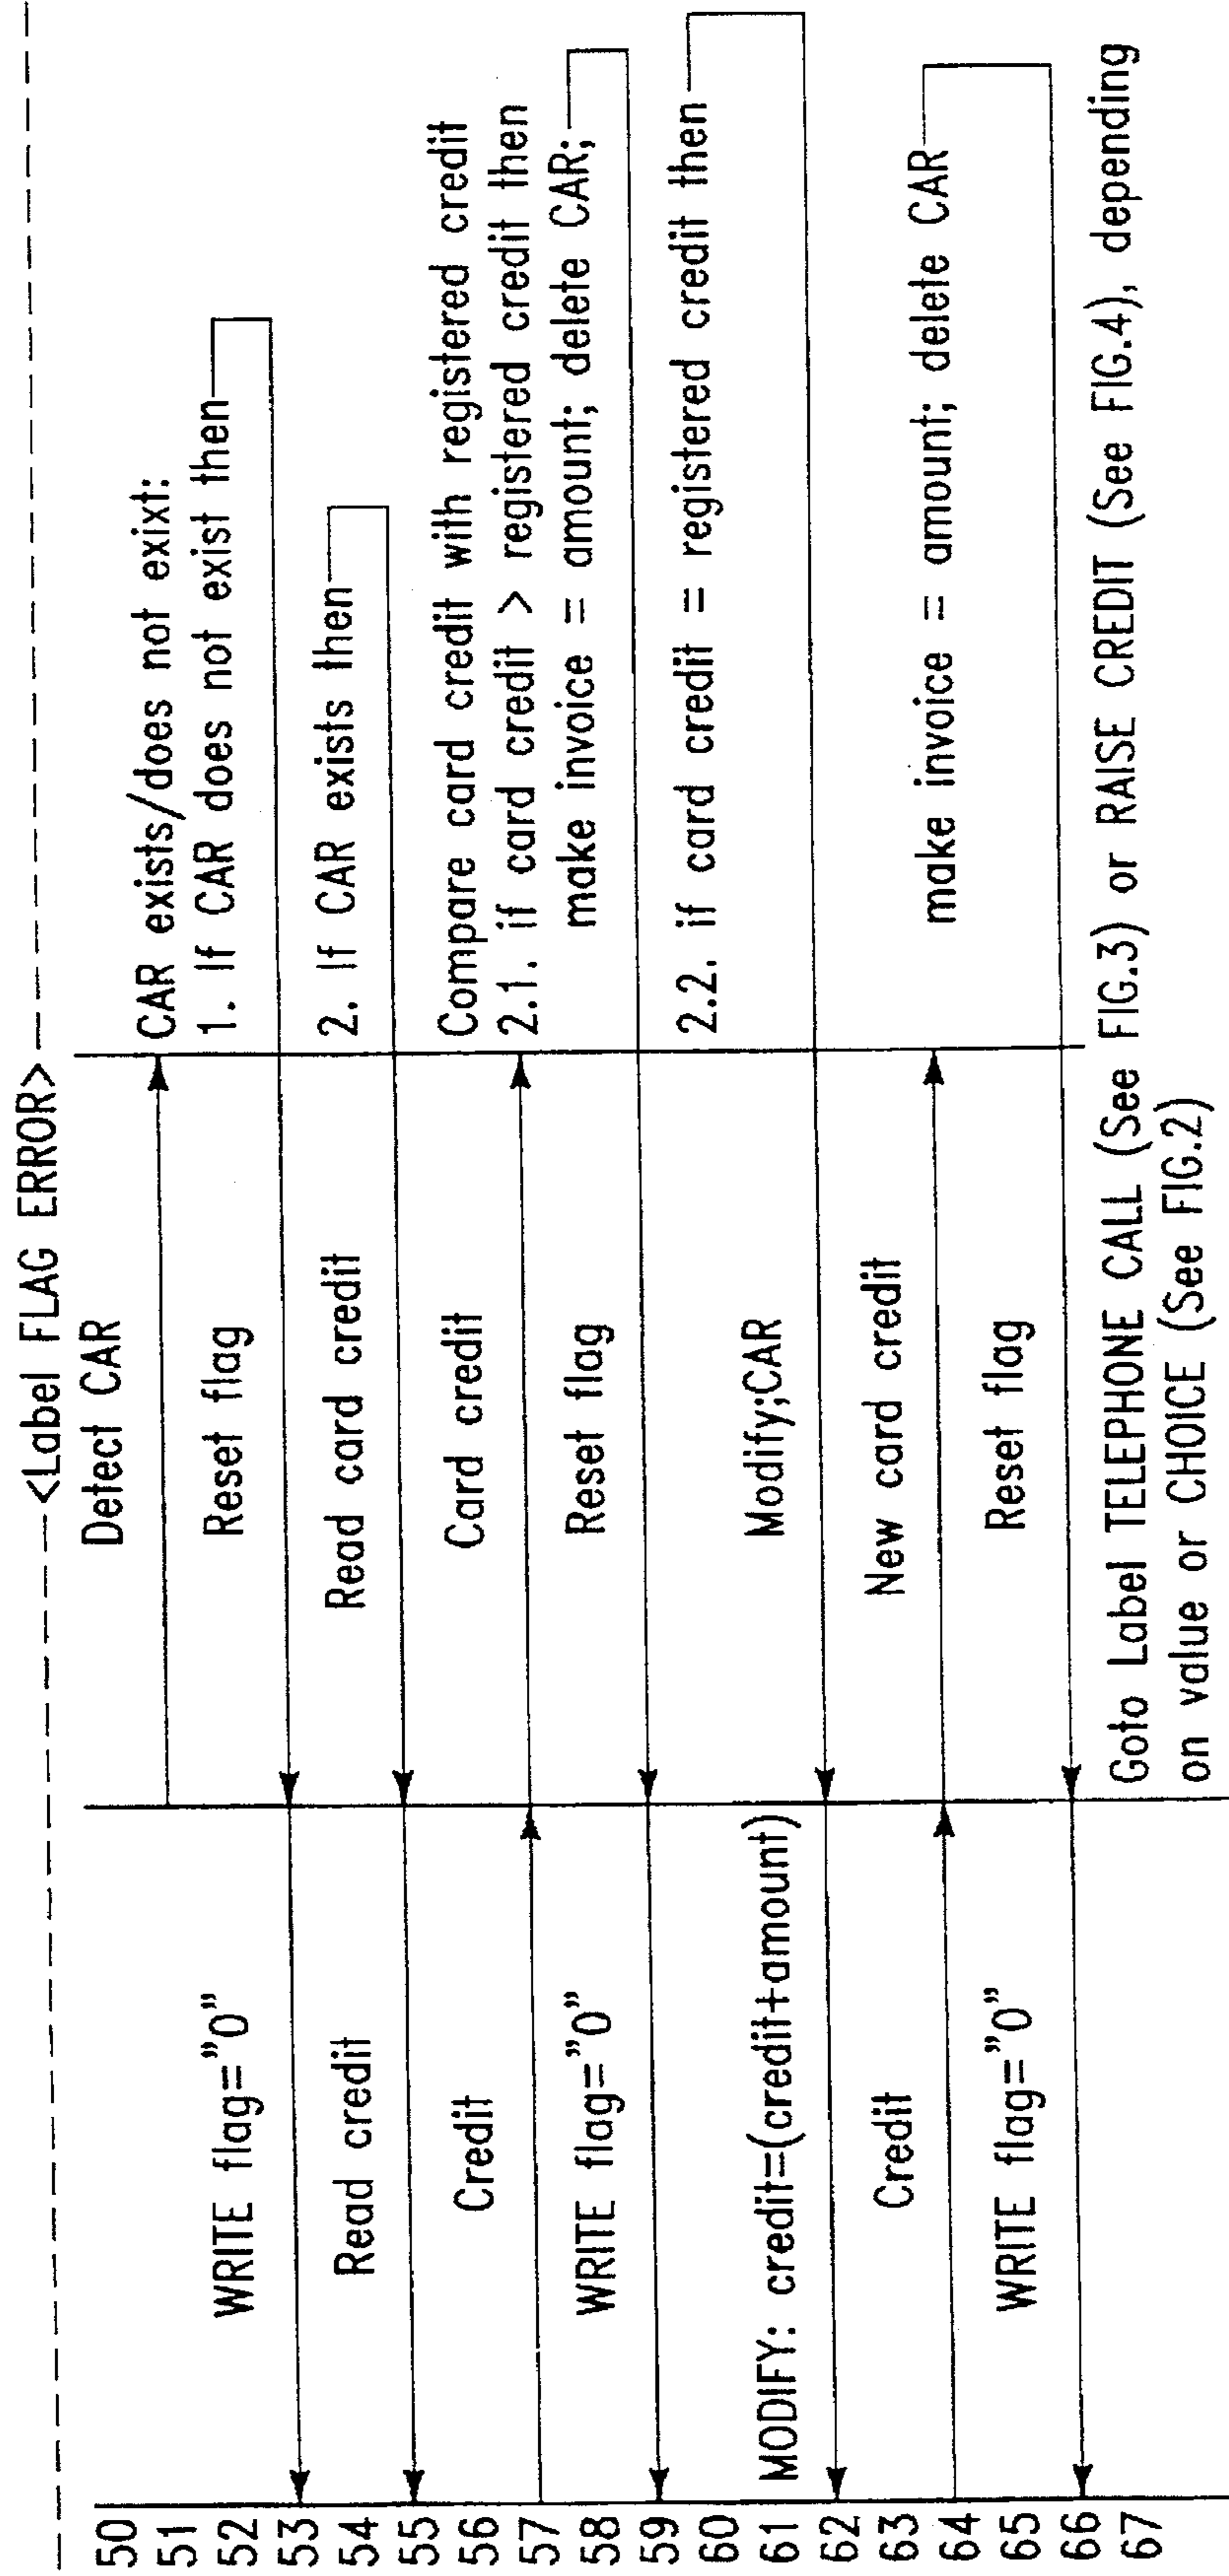 <Label FLAG ERROR>
50
Detect CAR
51
CAR exists/does not exixt:
52
WRITE flag="0"
Reset flag
1. If CAR does not exist then
53
54
Read credit
Read card credit
2. If CAR exists then
55
56
Credit
Card credit
Compare card credit with registered credit
57
2.1. if card credit > registered credit then
58
WRITE flag="0"
Reset flag
make invoice = amount; delete CAR;
59
60
2.2. if card credit = registered credit then
61
MODIFY: credit=(credit+amount)
Modify;CAR
62
63
Credit
New card credit
64
make invoice = amount; delete CAR
65
WRITE flag="0"
Reset flag
66
67
Goto Label TELEPHONE CALL (See FIG.3) or RAISE CREDIT (See FIG.4), depending
on value or CHOICE (See FIG.2)